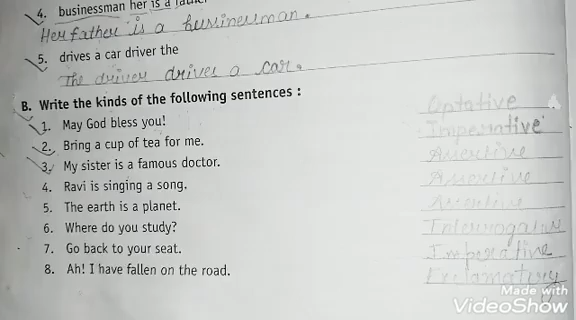 4. businessman her is a father
Her father is a businessman.
5. drives a car driver the
The driver drives a car.
B. Write the kinds of the following sentences :
1. May God bless you! Optative
2. Bring a cup of tea for me. Imperative
3. My sister is a famous doctor. Assertive
4. Ravi is singing a song. Assertive
5. The earth is a planet. Assertive
6. Where do you study? Interrogative
7. Go back to your seat. Imperative
8. Ah! I have fallen on the road. Exclamatory
Made with
VideoShow